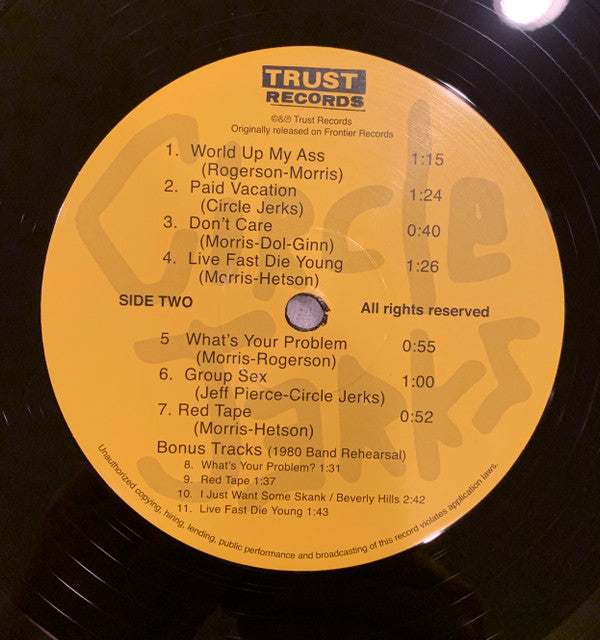 TRUST
RECORDS
©&℗ Trust Records
Originally released on Frontier Records
Circle
Jerks
1. World Up My Ass 1:15
(Rogerson-Morris)
2. Paid Vacation 1:24
(Circle Jerks)
3. Don't Care 0:40
(Morris-Dol-Ginn)
4. Live Fast Die Young 1:26
(Morris-Hetson)
SIDE TWO All rights reserved
5 What's Your Problem 0:55
(Morris-Rogerson)
6. Group Sex 1:00
(Jeff Pierce-Circle Jerks)
7. Red Tape 0:52
(Morris-Hetson)
Bonus Tracks (1980 Band Rehearsal)
8. What's Your Problem? 1:31
9. Red Tape 1:37
10. I Just Want Some Skank / Beverly Hills 2:42
11. Live Fast Die Young 1:43
Unauthorized copying, hiring, lending, public performance and broadcasting of this record violates application laws.